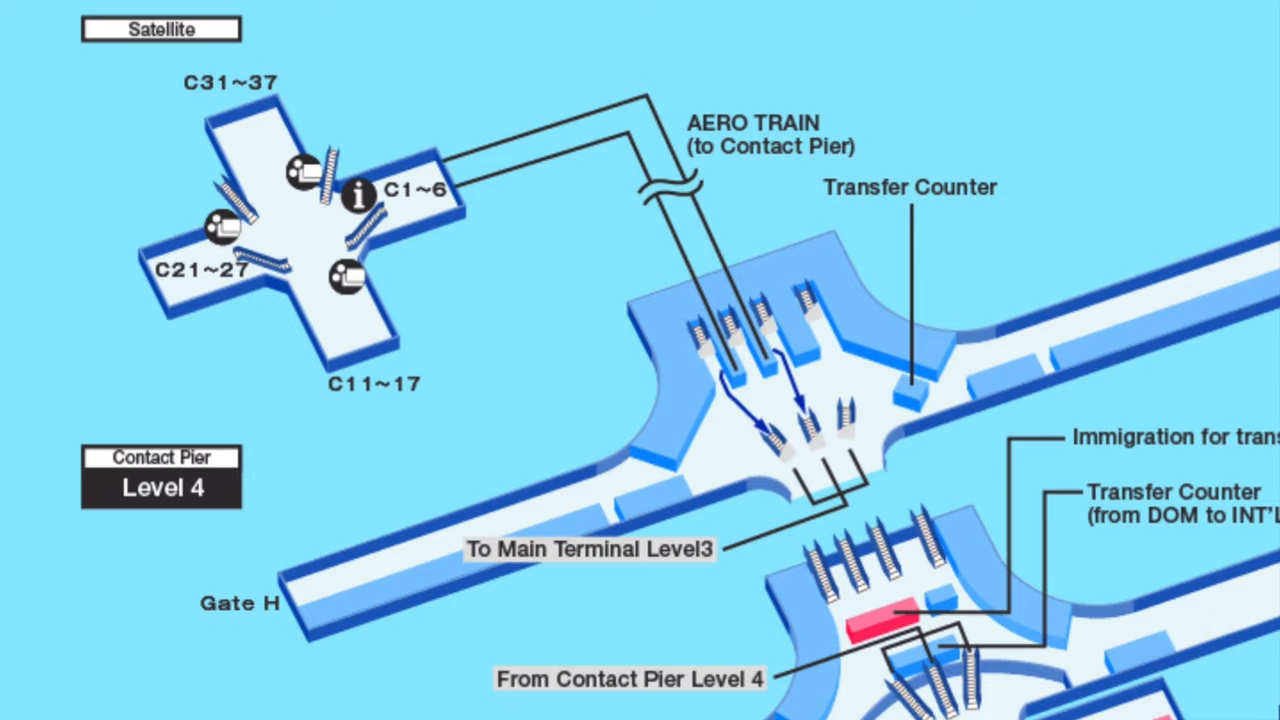 Satellite
C31~37
AERO TRAIN
(to Contact Pier)
Transfer Counter
i
C1~6
C21~27
C11~17
Contact Pier
Level 4
Immigration for trans
Transfer Counter
(from DOM to INT'L
To Main Terminal Level3
Gate H
From Contact Pier Level 4